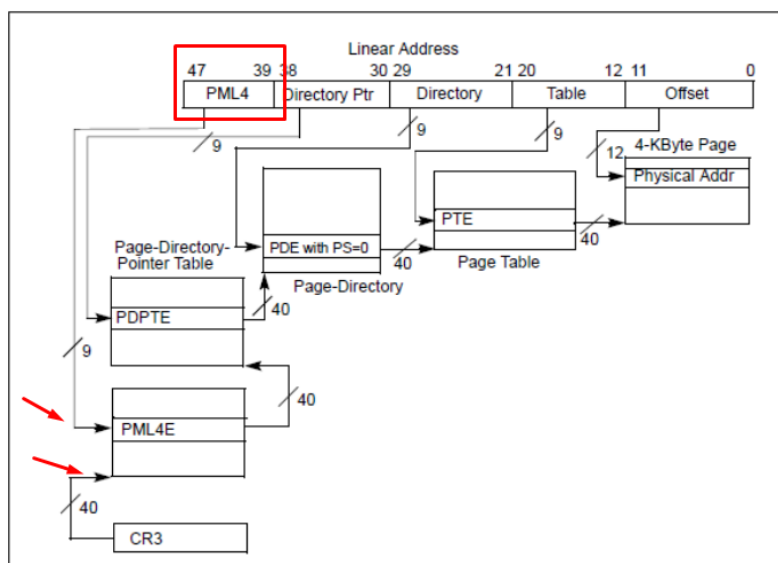 Linear Address
47 39 38 30 29 21 20 12 11 0
PML4 Directory Ptr Directory Table Offset
9 9 9 12 4-KByte Page
Physical Addr
PTE
40
Page-Directory-
Pointer Table
PDE with PS=0
40
Page Table
Page-Directory
40
PDPTE
9
40
PML4E
40
CR3